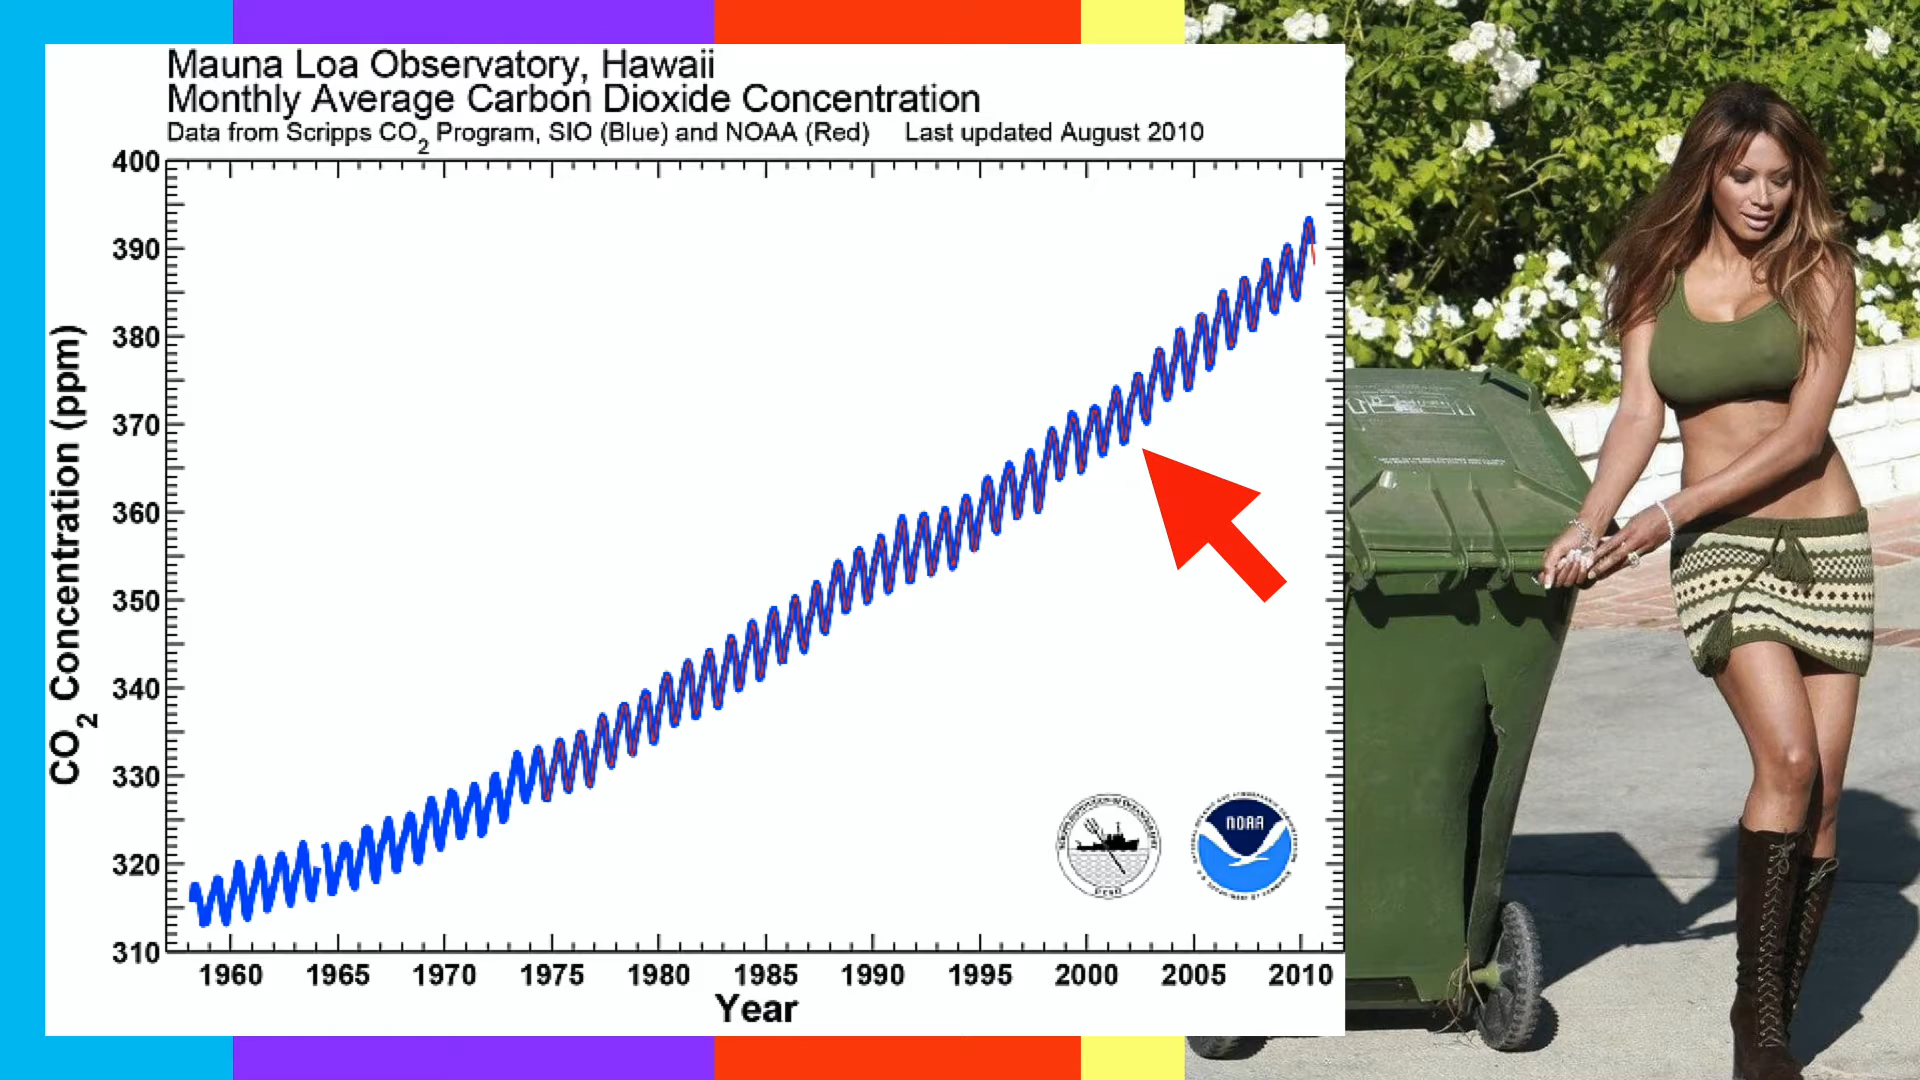 Mauna Loa Observatory, Hawaii
Monthly Average Carbon Dioxide Concentration
Data from Scripps CO2 Program, SIO (Blue) and NOAA (Red) Last updated August 2010
400
390
380
370
360
350
340
330
320
310
CO2 Concentration (ppm)
1960 1965 1970 1975 1980 1985 1990 1995 2000 2005 2010
Year
NOAA